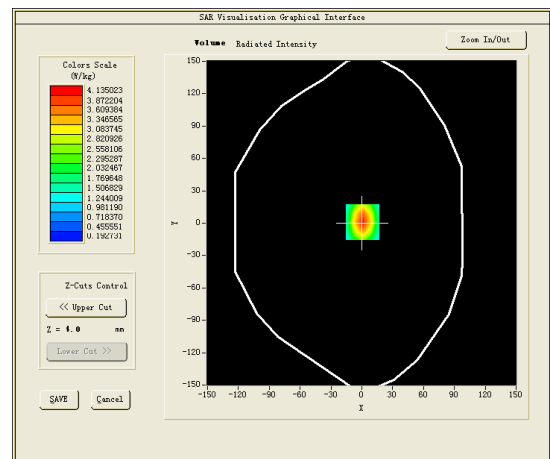 SAR Visualisation Graphical Interface
Volume Radiated Intensity
Zoom In/Out
Colors Scale
(W/kg)
4.135023
3.872204
3.609384
3.346565
3.083745
2.820926
2.558106
2.295287
2.032467
1.769648
1.506829
1.244009
0.981190
0.718370
0.455551
0.192731
Z-Cuts Control
<< Upper Cut
Z = 4.0 mm
Lower Cut >>
SAVE Cancel
150
120
90
60
30
0
-30
-60
-90
-120
-150
Y
-150 -120 -90 -60 -30 0 30 60 90 120 150
X